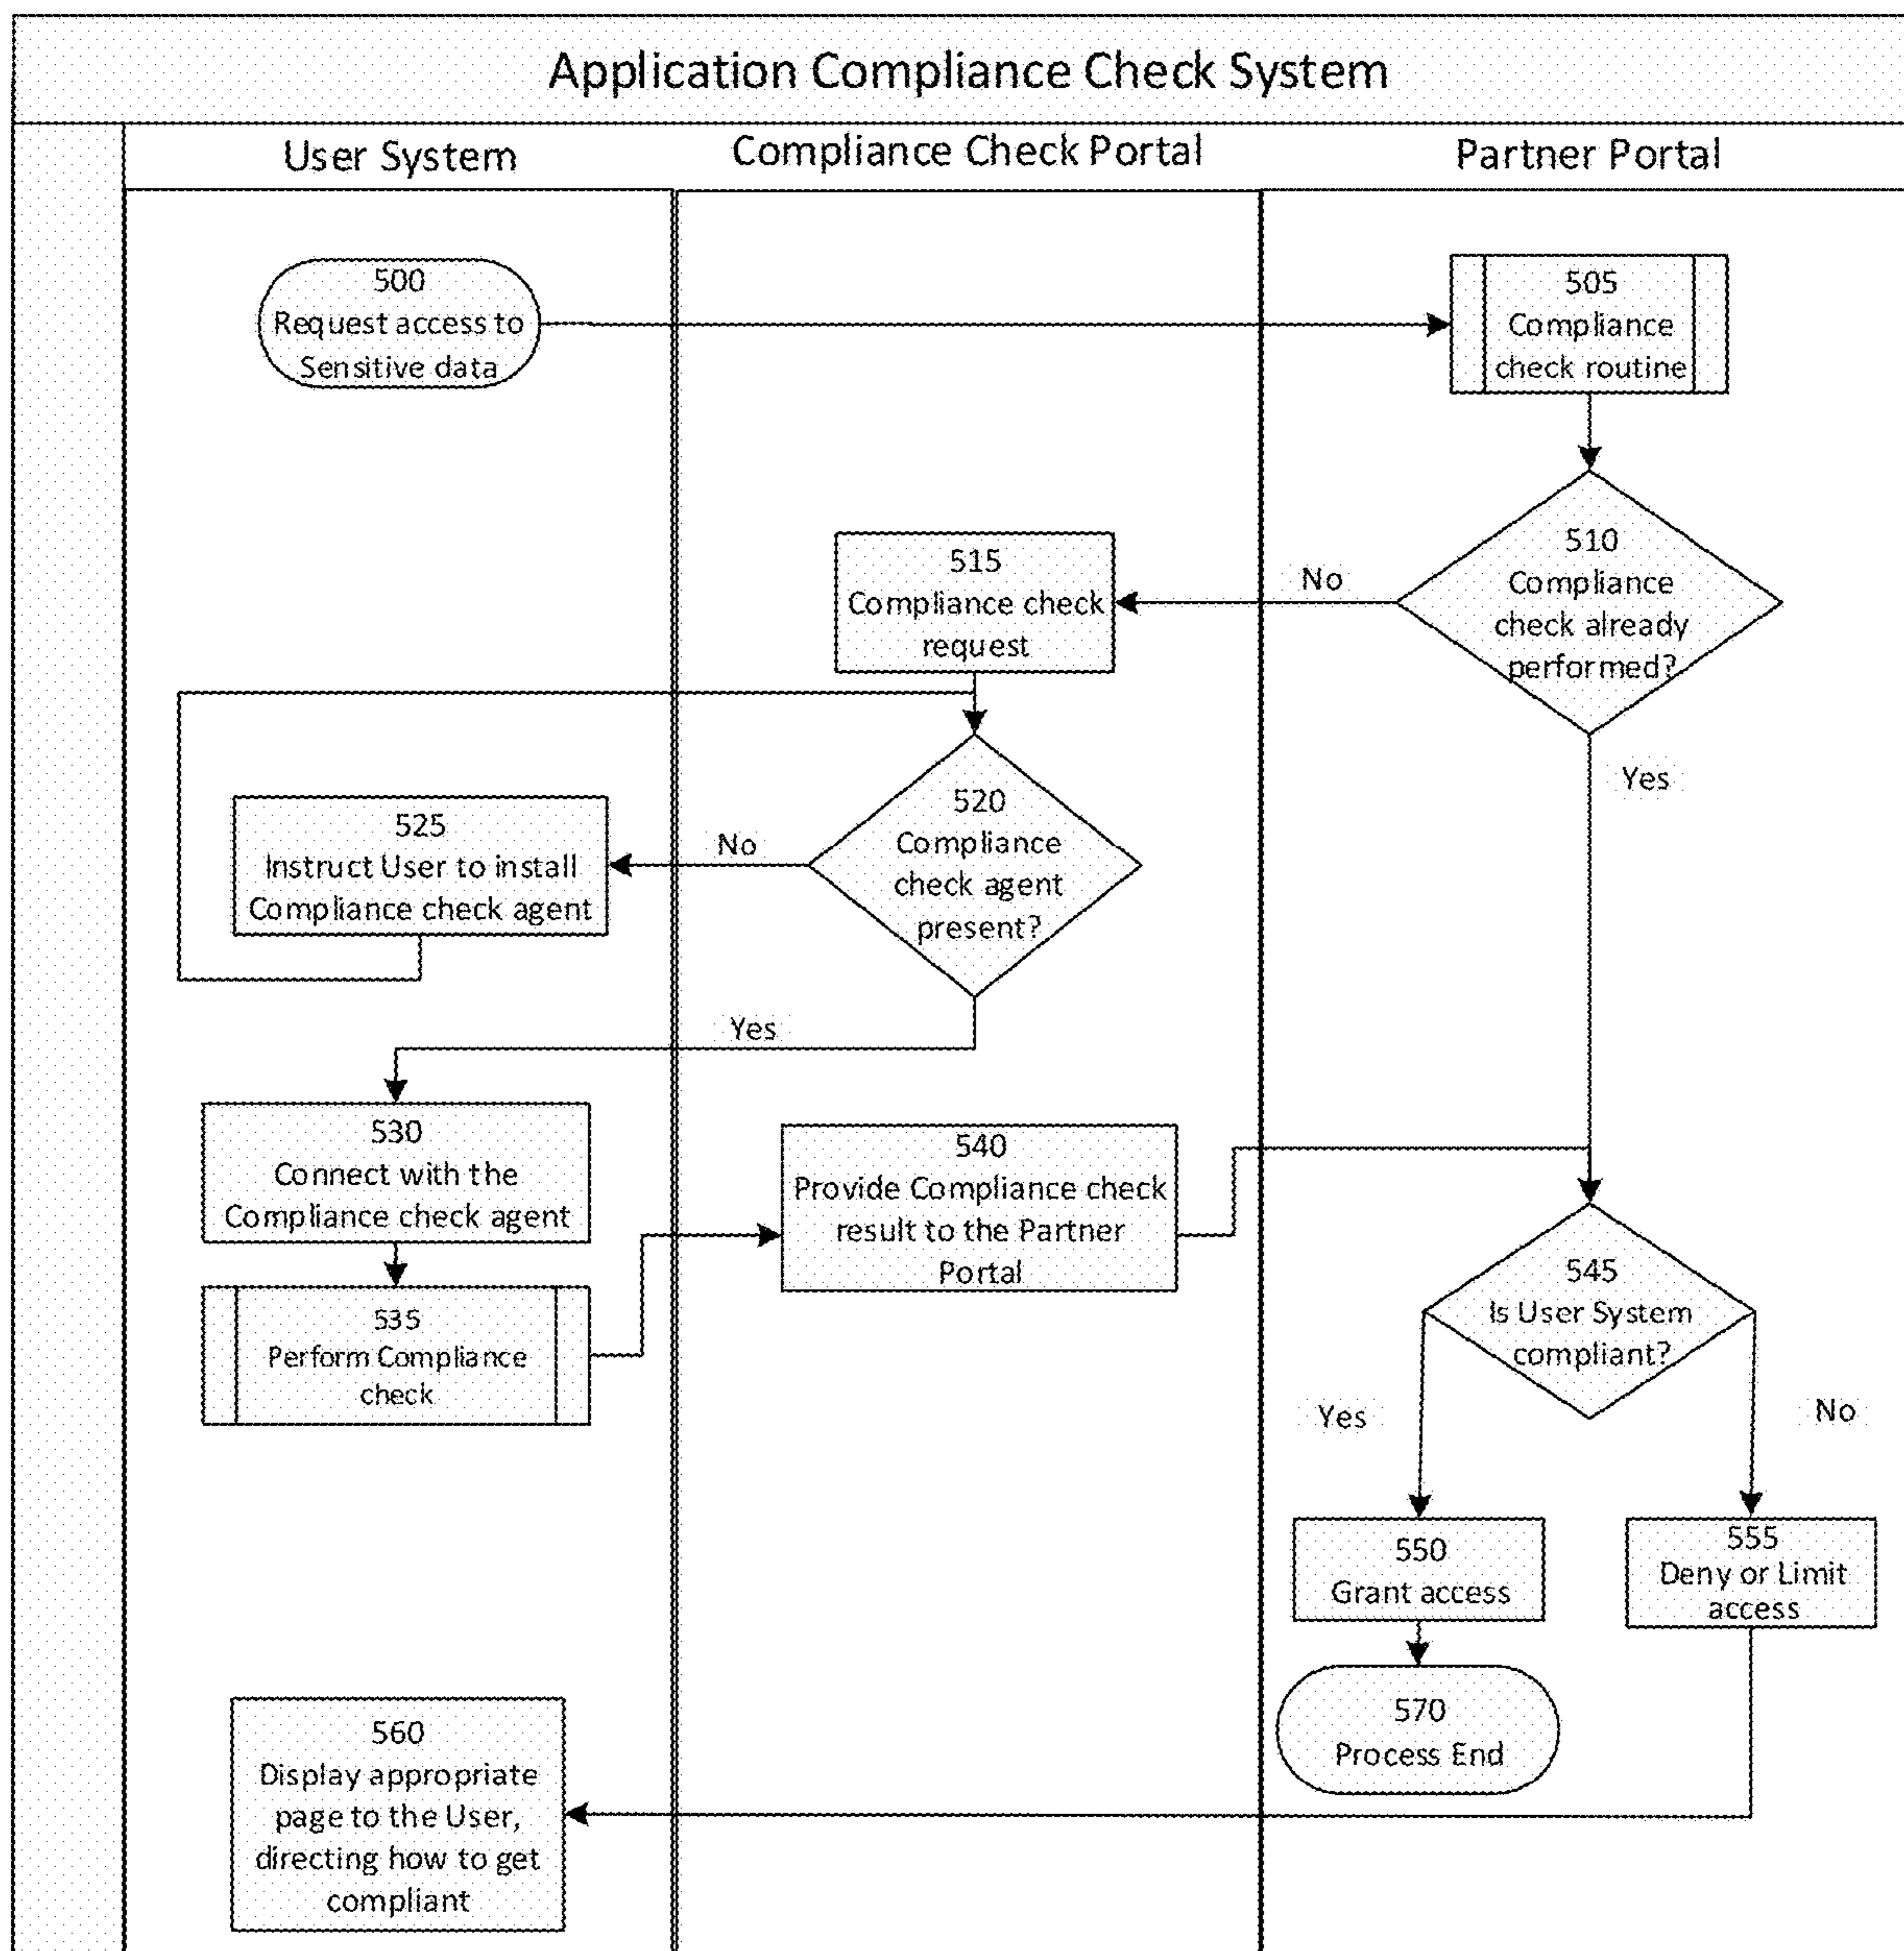 Application Compliance Check System
User System
Compliance Check Portal
Partner Portal
500
Request access to
Sensitive data
505
Compliance
check routine
510
Compliance
check already
performed?
No
Yes
515
Compliance check
request
520
Compliance
check agent
present?
No
Yes
525
Instruct User to install
Compliance check agent
530
Connect with the
Compliance check agent
535
Perform Compliance
check
540
Provide Compliance check
result to the Partner
Portal
545
Is User System
compliant?
Yes
No
550
Grant access
555
Deny or Limit
access
570
Process End
560
Display appropriate
page to the User,
directing how to get
compliant